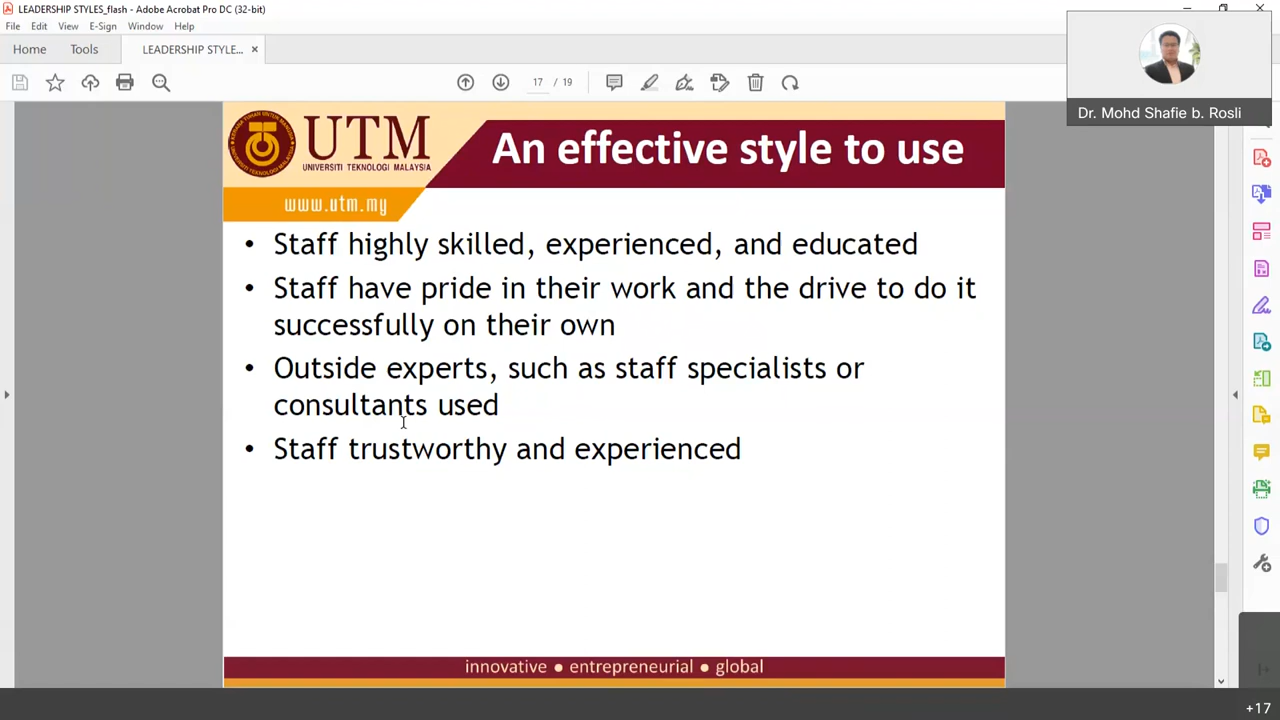 LEADERSHIP STYLES_flash - Adobe Acrobat Pro DC (32-bit)
File Edit View E-Sign Window Help
Home Tools LEADERSHIP STYLE... ×
17 / 19
Dr. Mohd Shafie b. Rosli
UTM
UNIVERSITI TEKNOLOGI MALAYSIA
An effective style to use
www.utm.my
• Staff highly skilled, experienced, and educated
• Staff have pride in their work and the drive to do it
successfully on their own
• Outside experts, such as staff specialists or
consultants used
• Staff trustworthy and experienced
innovative ● entrepreneurial ● global
+17